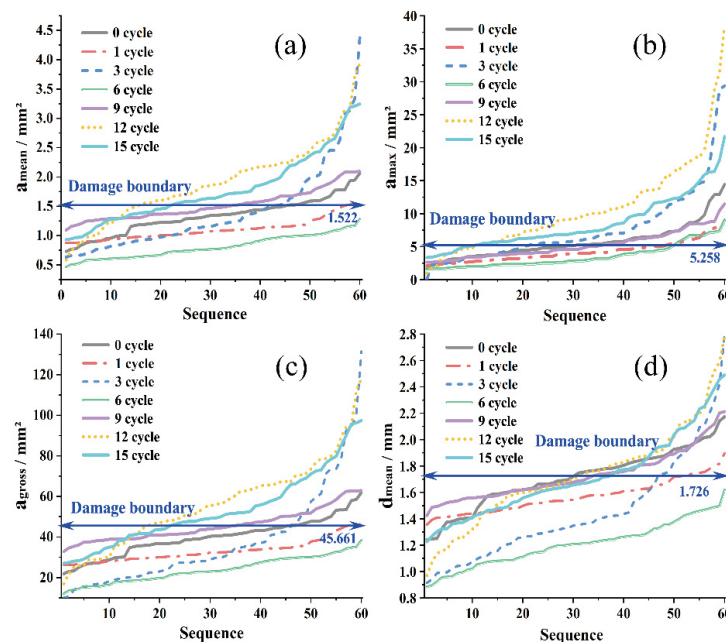 (a)
0 cycle
1 cycle
3 cycle
6 cycle
9 cycle
12 cycle
15 cycle
Damage boundary
1.522
4.5
4.0
3.5
3.0
2.5
2.0
1.5
1.0
0.5
a_mean / mm²
0 10 20 30 40 50 60
Sequence
(b)
0 cycle
1 cycle
3 cycle
6 cycle
9 cycle
12 cycle
15 cycle
Damage boundary
5.258
40
35
30
25
20
15
10
5
0
a_max / mm²
0 10 20 30 40 50 60
Sequence
(c)
0 cycle
1 cycle
3 cycle
6 cycle
9 cycle
12 cycle
15 cycle
Damage boundary
45.661
140
120
100
80
60
40
20
a_gross / mm²
10 20 30 40 50 60
Sequence
(d)
0 cycle
1 cycle
3 cycle
6 cycle
9 cycle
12 cycle
15 cycle
Damage boundary
1.726
2.8
2.6
2.4
2.2
2.0
1.8
1.6
1.4
1.2
1.0
0.8
d_mean / mm
10 20 30 40 50 60
Sequence